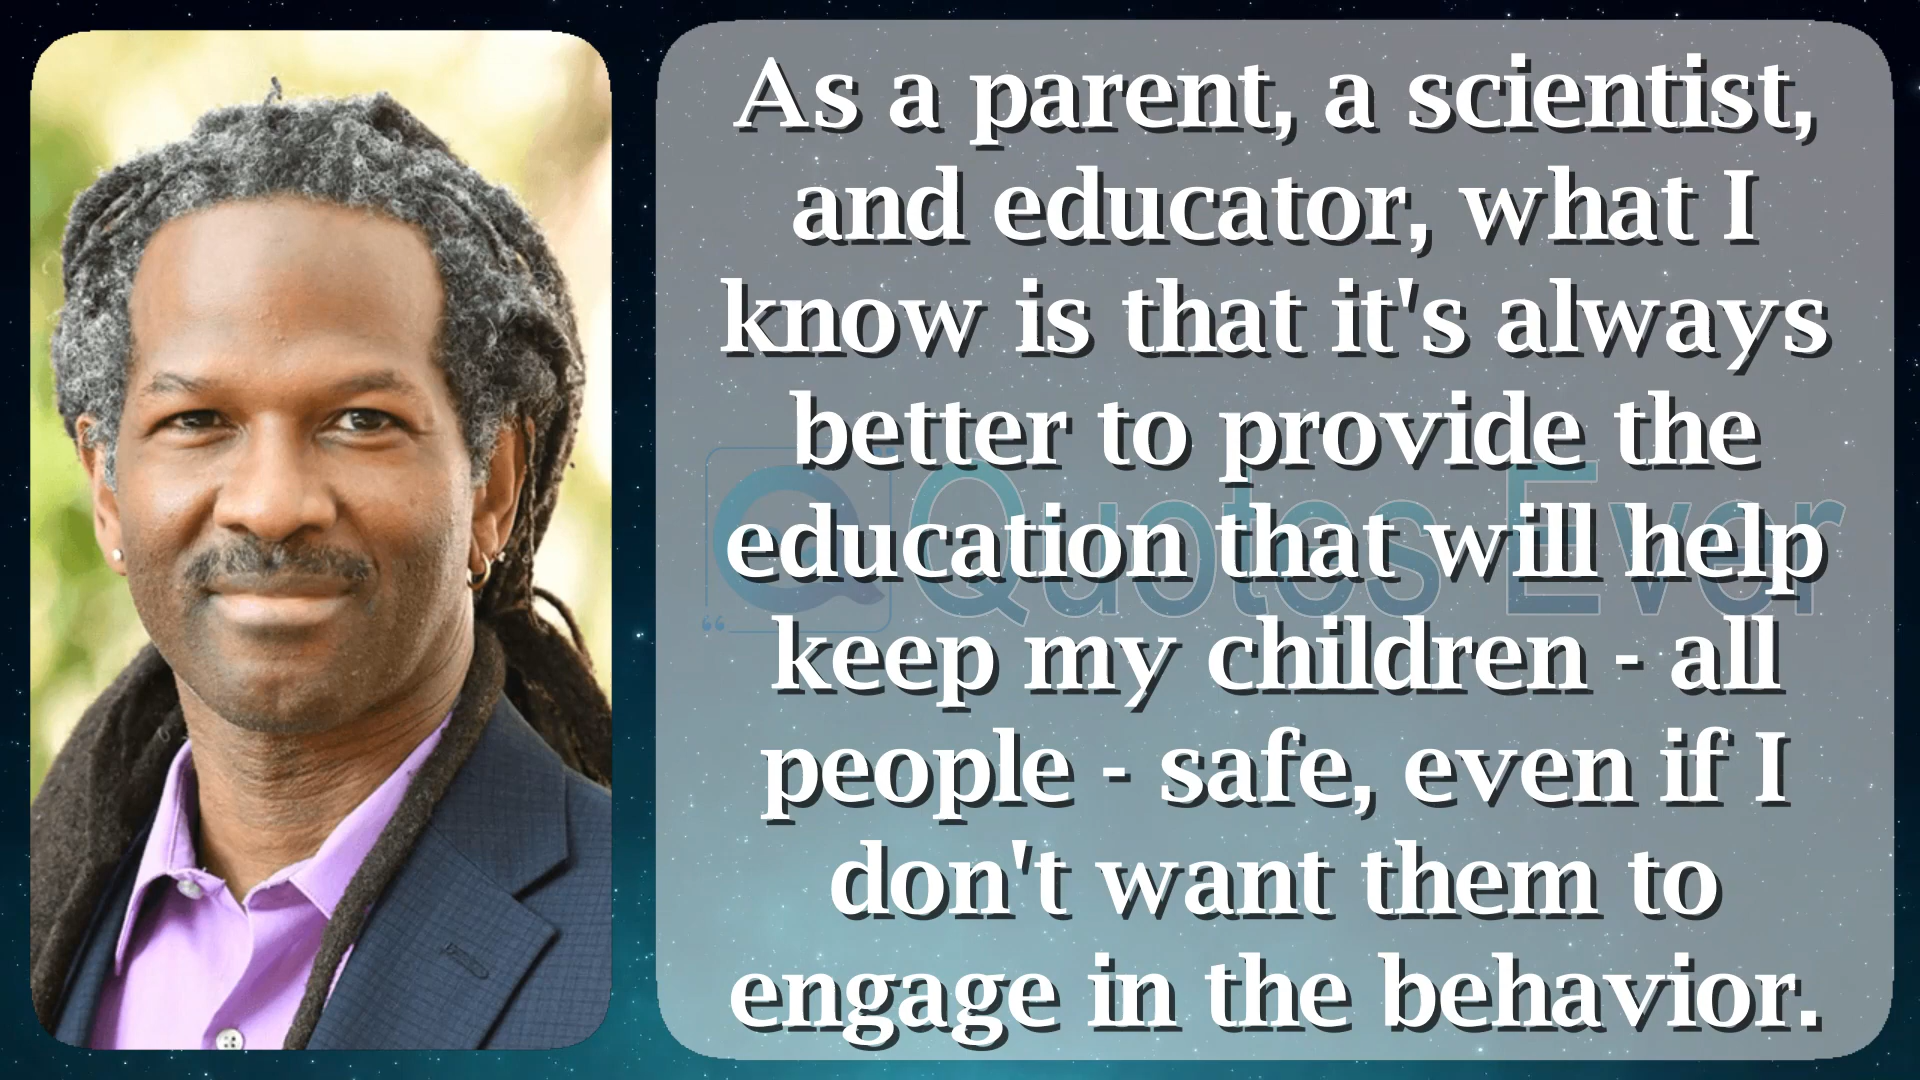 As a parent, a scientist,
and educator, what I
know is that it's always
better to provide the
education that will help
keep my children - all
people - safe, even if I
don't want them to
engage in the behavior.
Quotes Ever